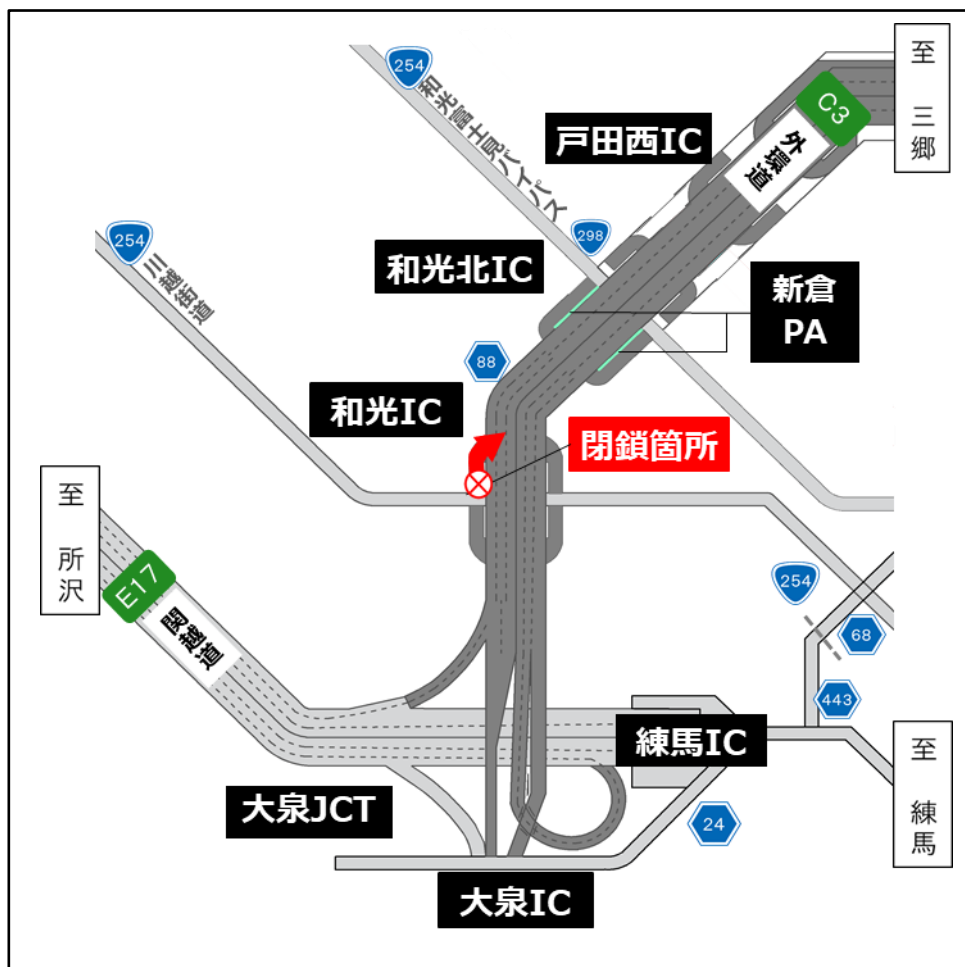 254
和光富士見バイパス
至 三郷
C3
外環道
戸田西IC
254
川越街道
298
和光北IC
新倉
PA
88
和光IC
閉鎖箇所
至 所沢
E17
関越道
254
68
443
練馬IC
至 練馬
大泉JCT
24
大泉IC